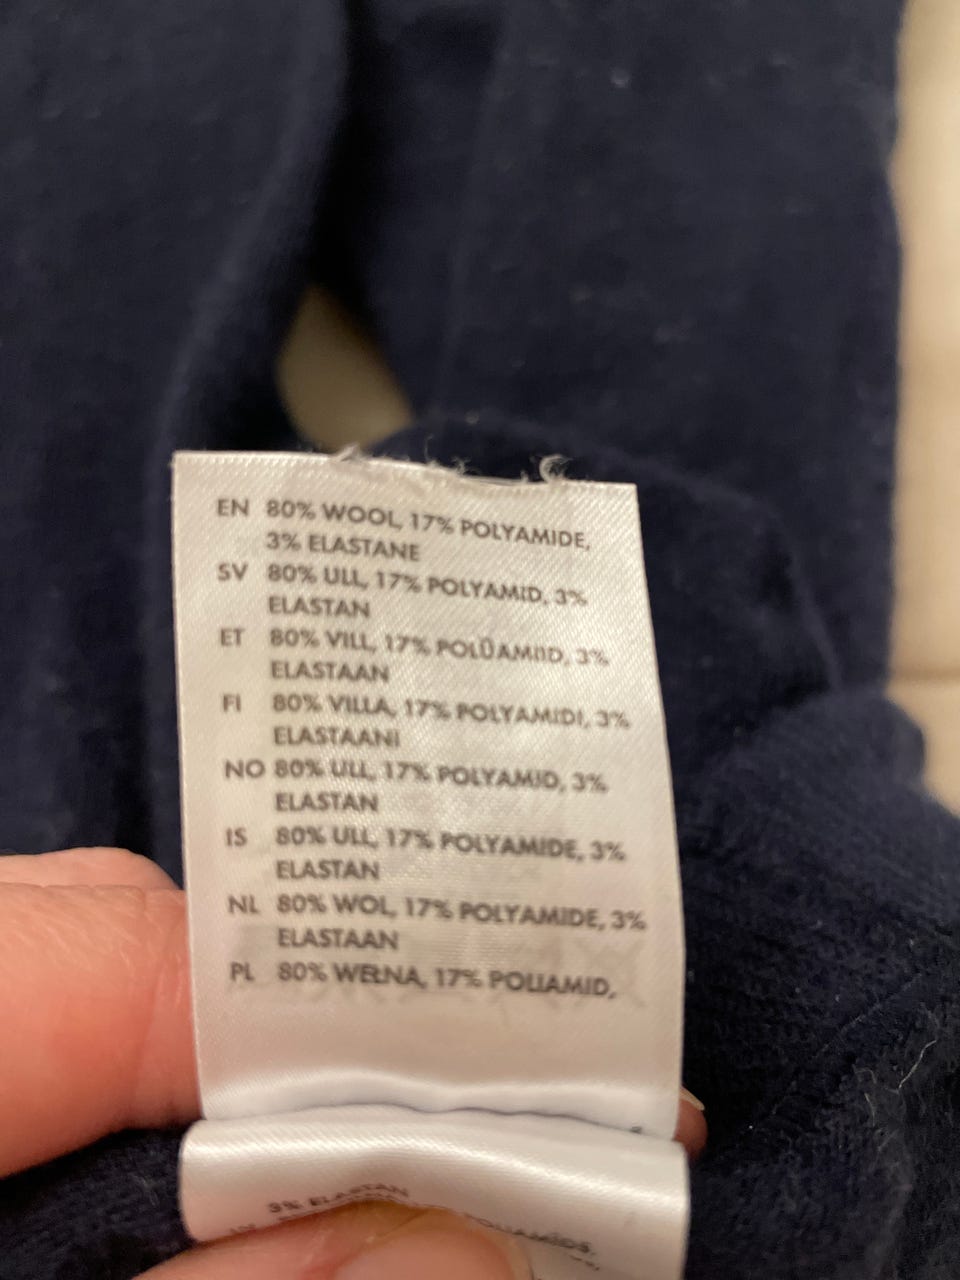 EN 80% WOOL, 17% POLYAMIDE,
3% ELASTANE
SV 80% ULL, 17% POLYAMID, 3%
ELASTAN
ET 80% VILL, 17% POLÜAMIID, 3%
ELASTAAN
FI 80% VILLA, 17% POLYAMIDI, 3%
ELASTAANI
NO 80% ULL, 17% POLYAMID, 3%
ELASTAN
IS 80% ULL, 17% POLYAMIDE, 3%
ELASTAN
NL 80% WOL, 17% POLYAMIDE, 3%
ELASTAAN
PL 80% WEŁNA, 17% POLIAMID,
3% ELASTAN
LV POLIAMĪDS,